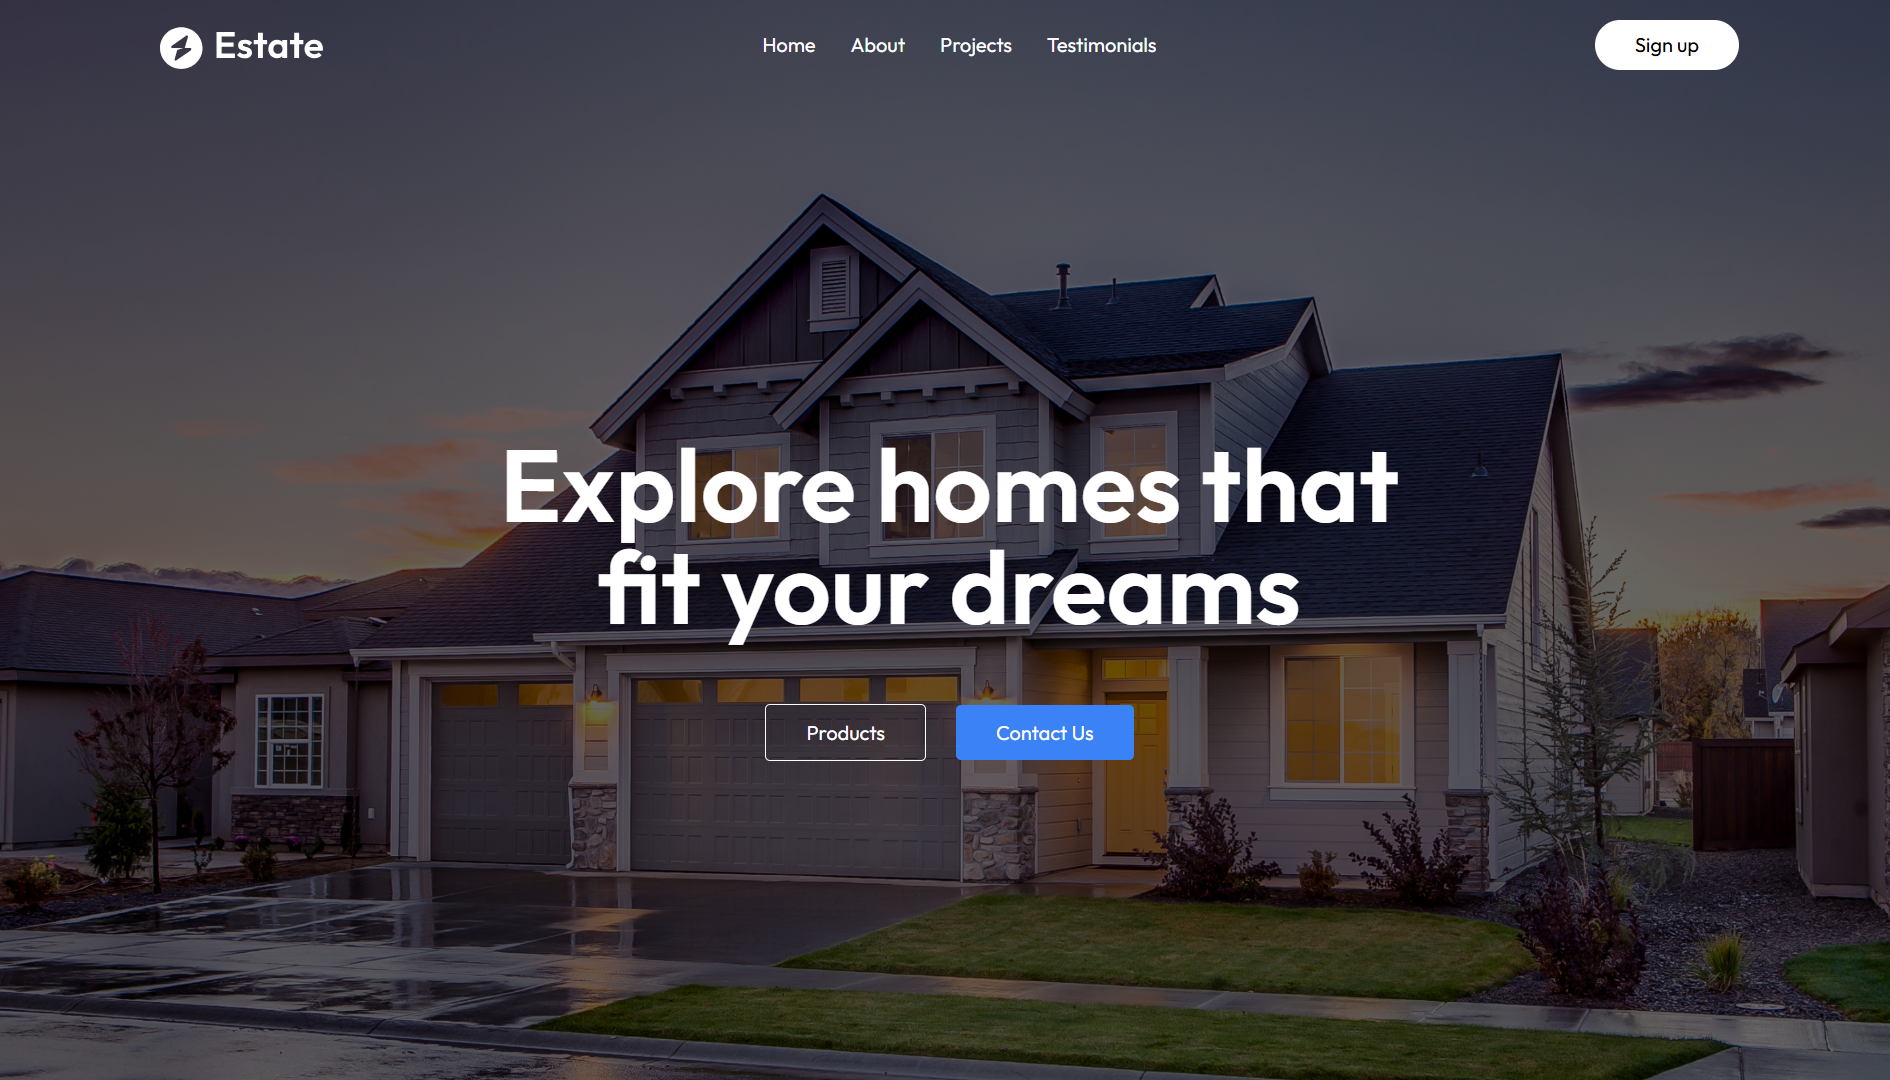 Estate
Home About Projects Testimonials
Sign up
Explore homes that
fit your dreams
Products Contact Us